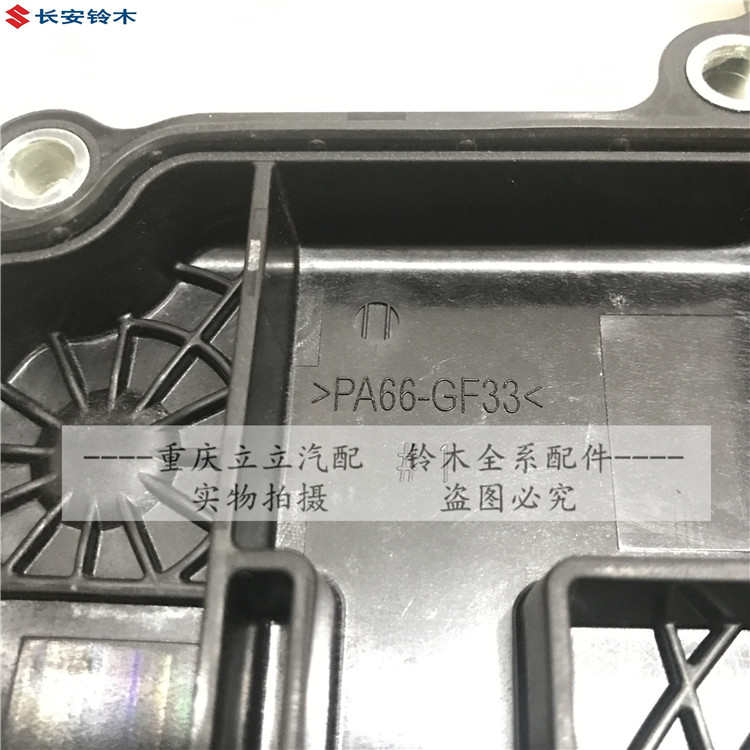 长安铃木
>PA66-GF33<
#1
----重庆立立汽配 铃木全系配件----
实物拍摄 盗图必究